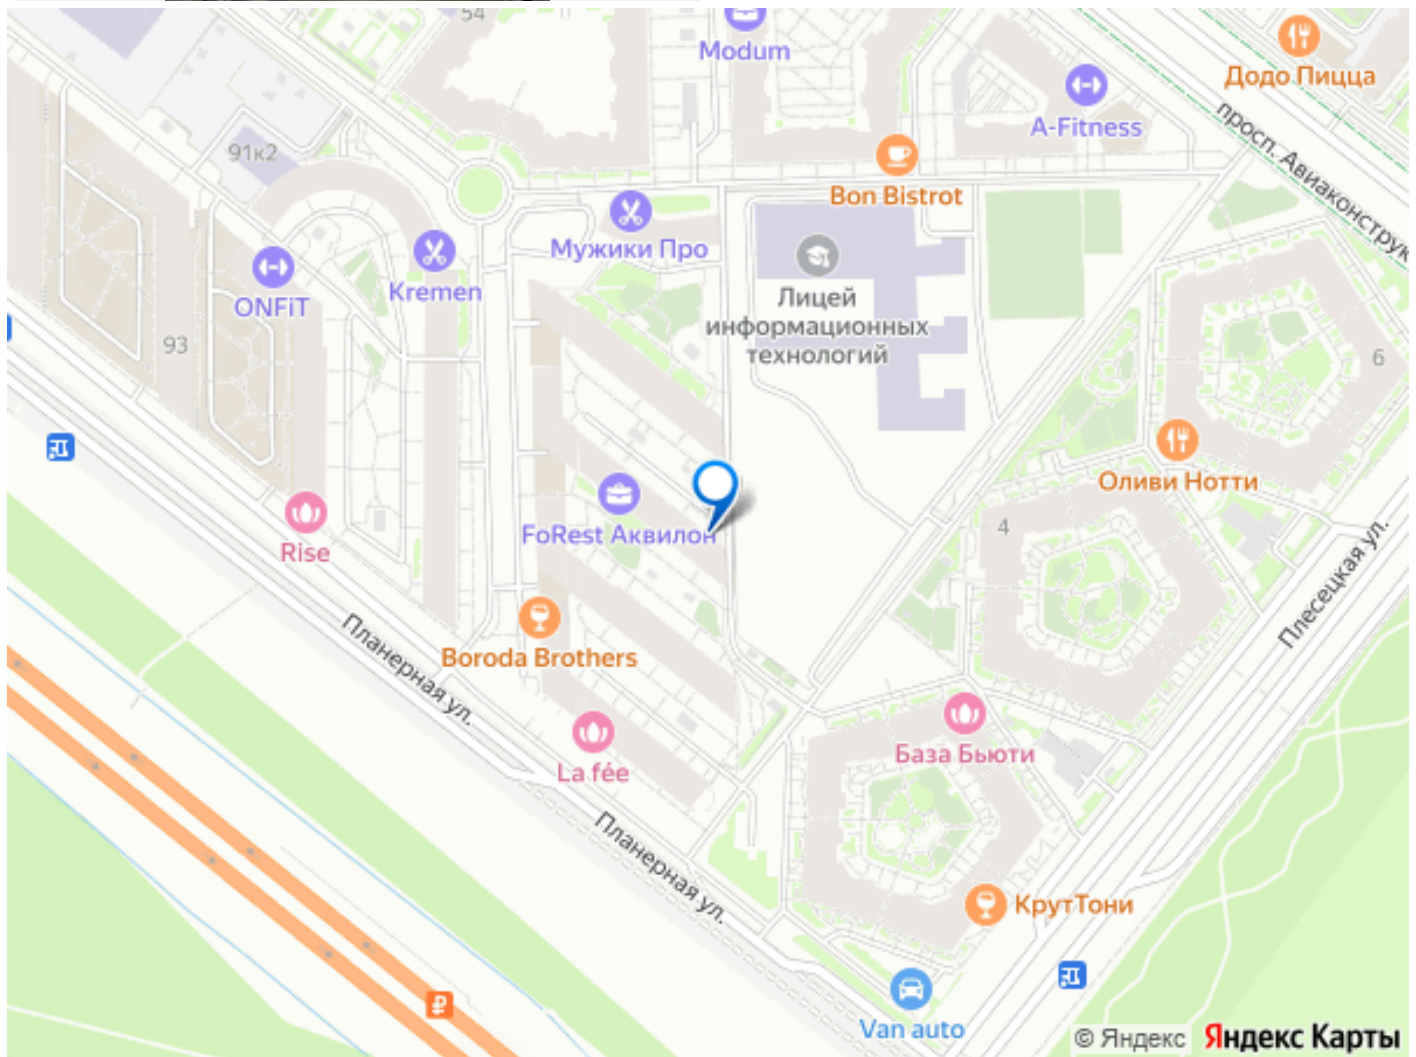 54
Modum
Додо Пицца
A-Fitness
просп. Авиаконструк
91к2
Bon Bistrot
Мужики Про
Kremen
ONFiT
Лицей
информационных
технологий
93
6
Оливи Нотти
FoRest Аквилон
4
Rise
Плесецкая ул.
Boroda Brothers
Планерная ул.
База Бьюти
La fée
Планерная ул.
КрутТони
Van auto
© Яндекс Яндекс Карты